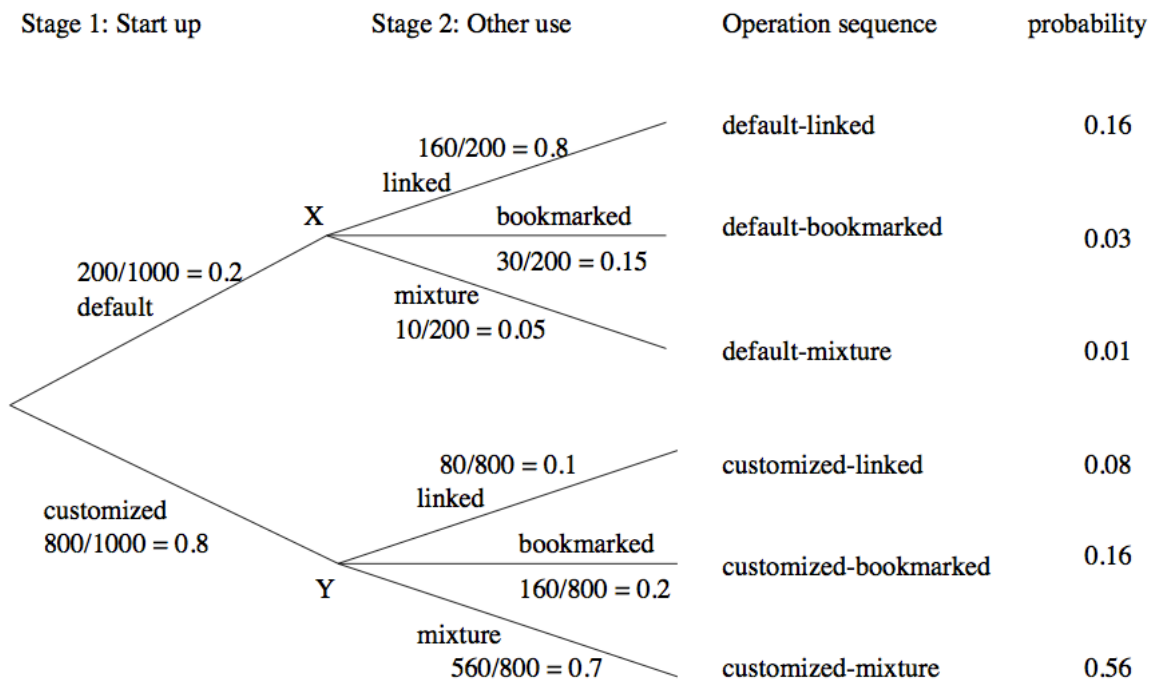 Stage 1: Start up
Stage 2: Other use
Operation sequence
probability
160/200 = 0.8
linked
default-linked
0.16
X
bookmarked
30/200 = 0.15
default-bookmarked
0.03
200/1000 = 0.2
default
mixture
10/200 = 0.05
default-mixture
0.01
80/800 = 0.1
linked
customized-linked
0.08
customized
800/1000 = 0.8
Y
bookmarked
160/800 = 0.2
customized-bookmarked
0.16
mixture
560/800 = 0.7
customized-mixture
0.56